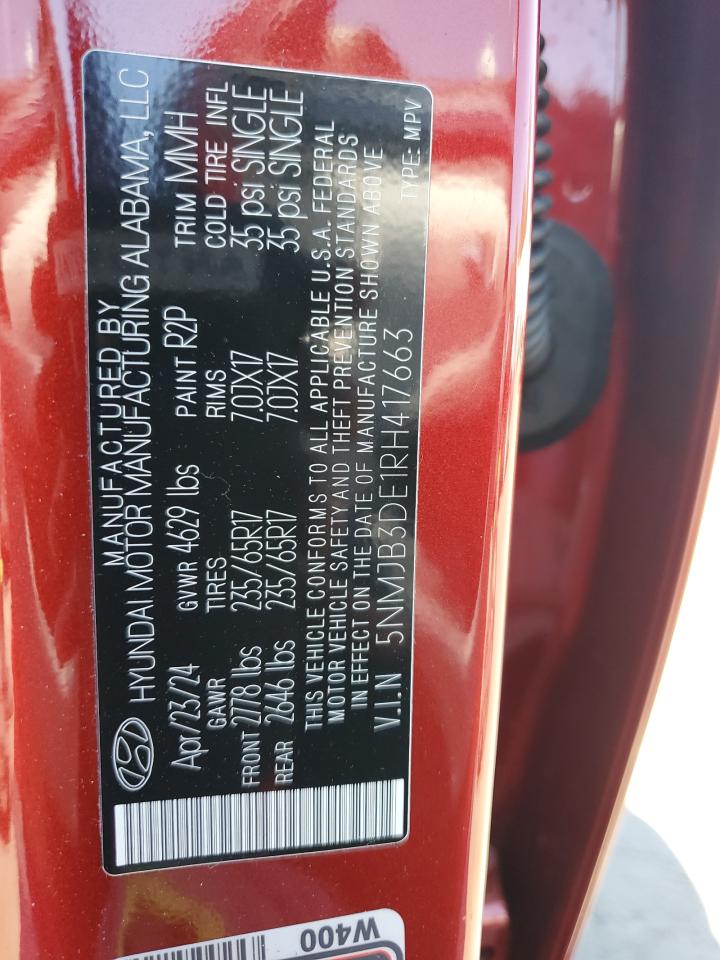 MANUFACTURED BY
HYUNDAI MOTOR MANUFACTURING ALABAMA, LLC
Apr/23/24 GVWR 4629 lbs PAINT R2P TRIM MMH
GAWR TIRES RIMS COLD TIRE INFL
FRONT 2778 lbs 235/65R17 7.0JX17 35 psi SINGLE
REAR 2646 lbs 235/65R17 7.0JX17 35 psi SINGLE
THIS VEHICLE CONFORMS TO ALL APPLICABLE U.S.A. FEDERAL
MOTOR VEHICLE SAFETY AND THEFT PREVENTION STANDARDS
IN EFFECT ON THE DATE OF MANUFACTURE SHOWN ABOVE
V.I.N 5NMJB3DE1RH417663
TYPE: MPV
W400